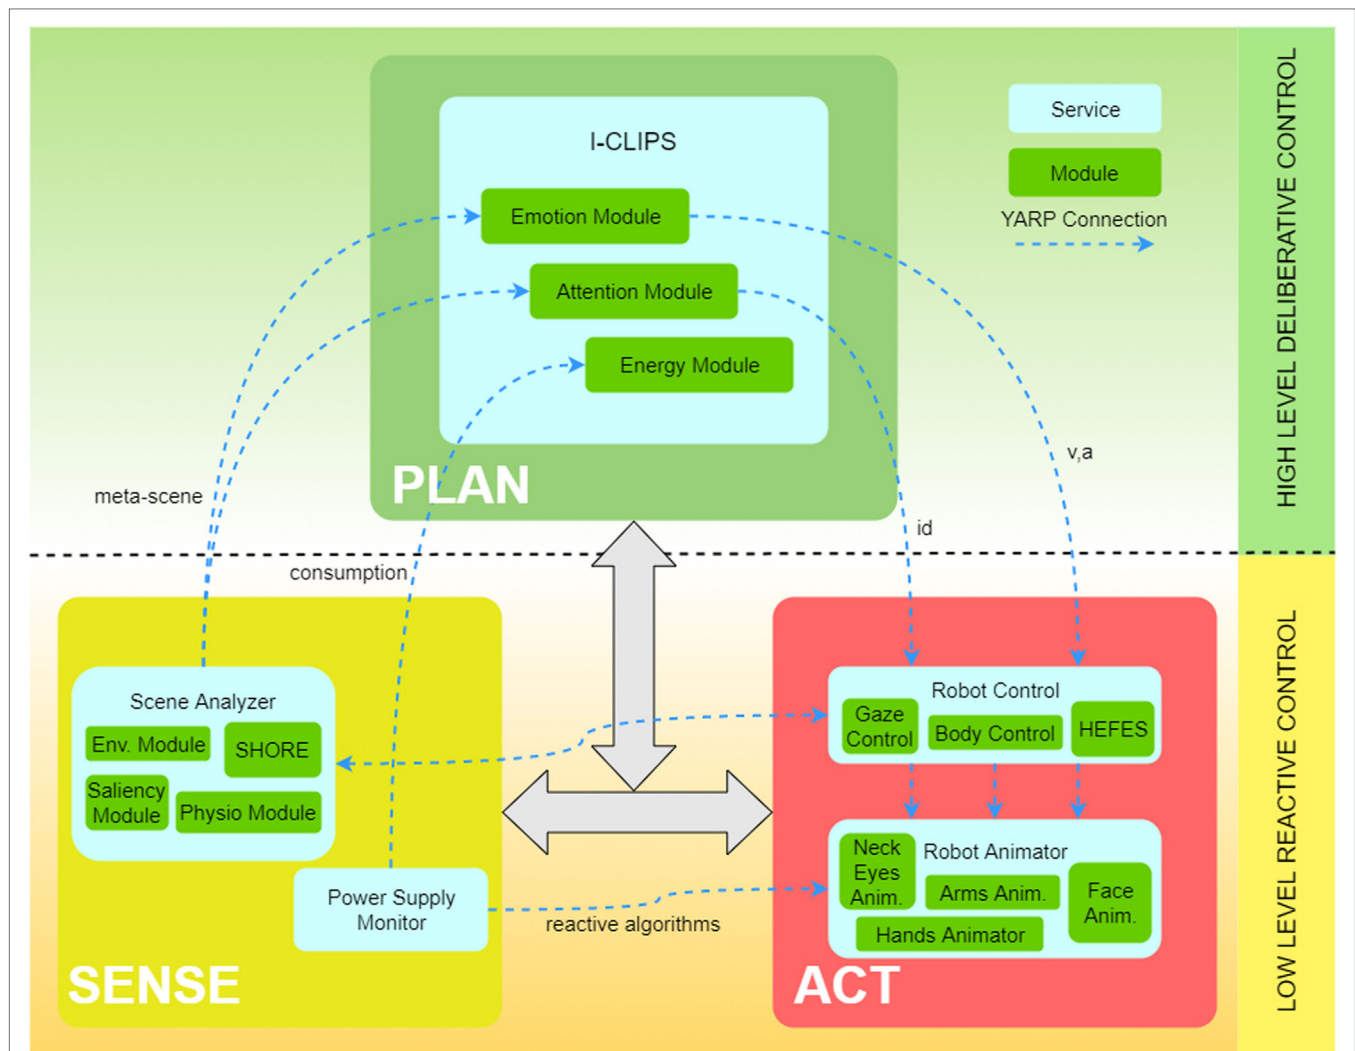 Service
I-CLIPS
Module
Emotion Module
YARP Connection
Attention Module
Energy Module
v,a
PLAN
meta-scene
id
HIGH LEVEL DELIBERATIVE CONTROL
consumption
Scene Analyzer
Env. Module
SHORE
Saliency
Module
Physio Module
Power Supply
Monitor
SENSE
reactive algorithms
Robot Control
Gaze
Control
Body Control
HEFES
Robot Animator
Neck
Eyes
Anim.
Arms Anim.
Face
Anim.
Hands Animator
ACT
LOW LEVEL REACTIVE CONTROL